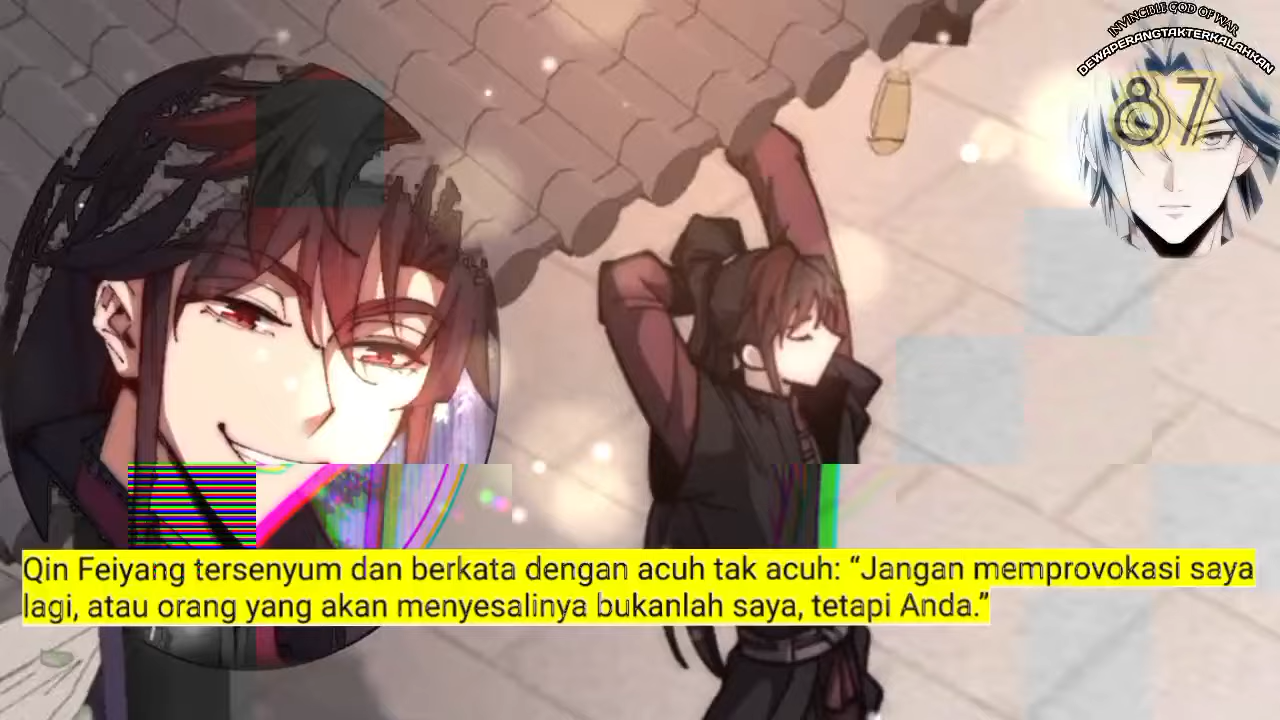 INVINCIBLE GOD OF WAR
DEWAPERANGTAKTERKALAHKAN
87
Qin Feiyang tersenyum dan berkata dengan acuh tak acuh: “Jangan memprovokasi saya
lagi, atau orang yang akan menyesalinya bukanlah saya, tetapi Anda.”